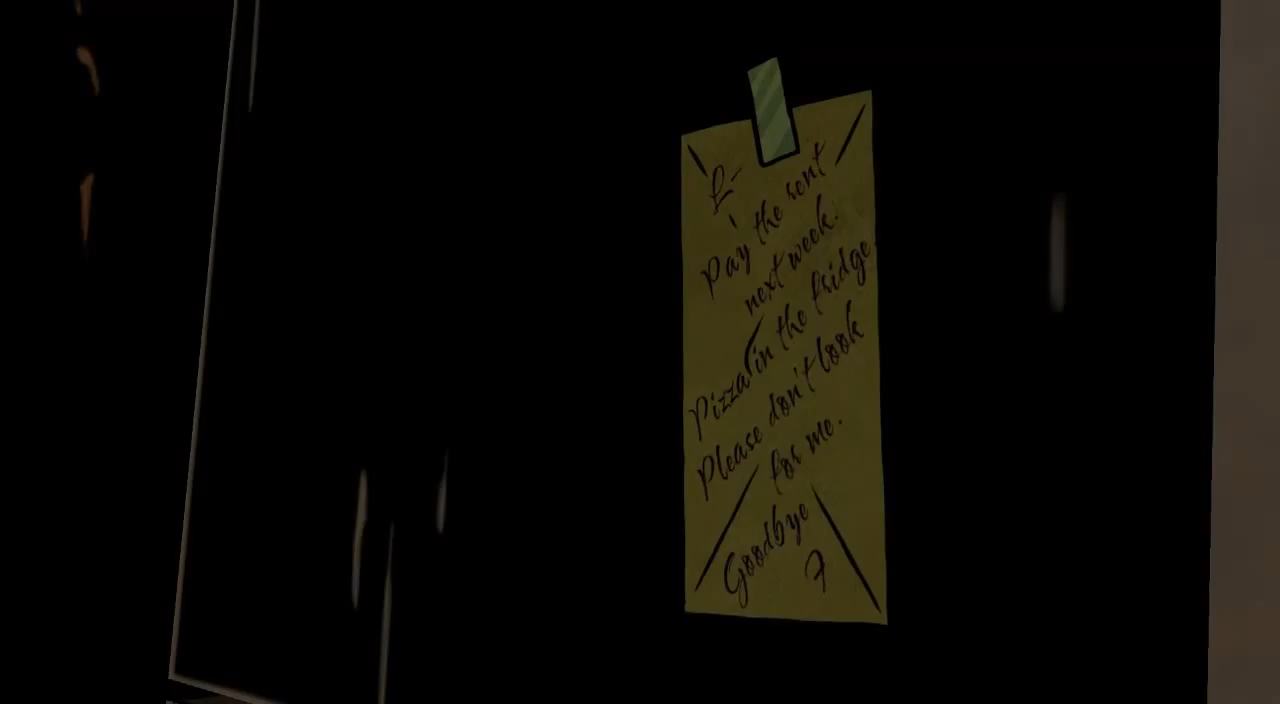 R-
Pay the rent
next week.
Pizza in the fridge.
Please don't look
for me.
Goodbye
F